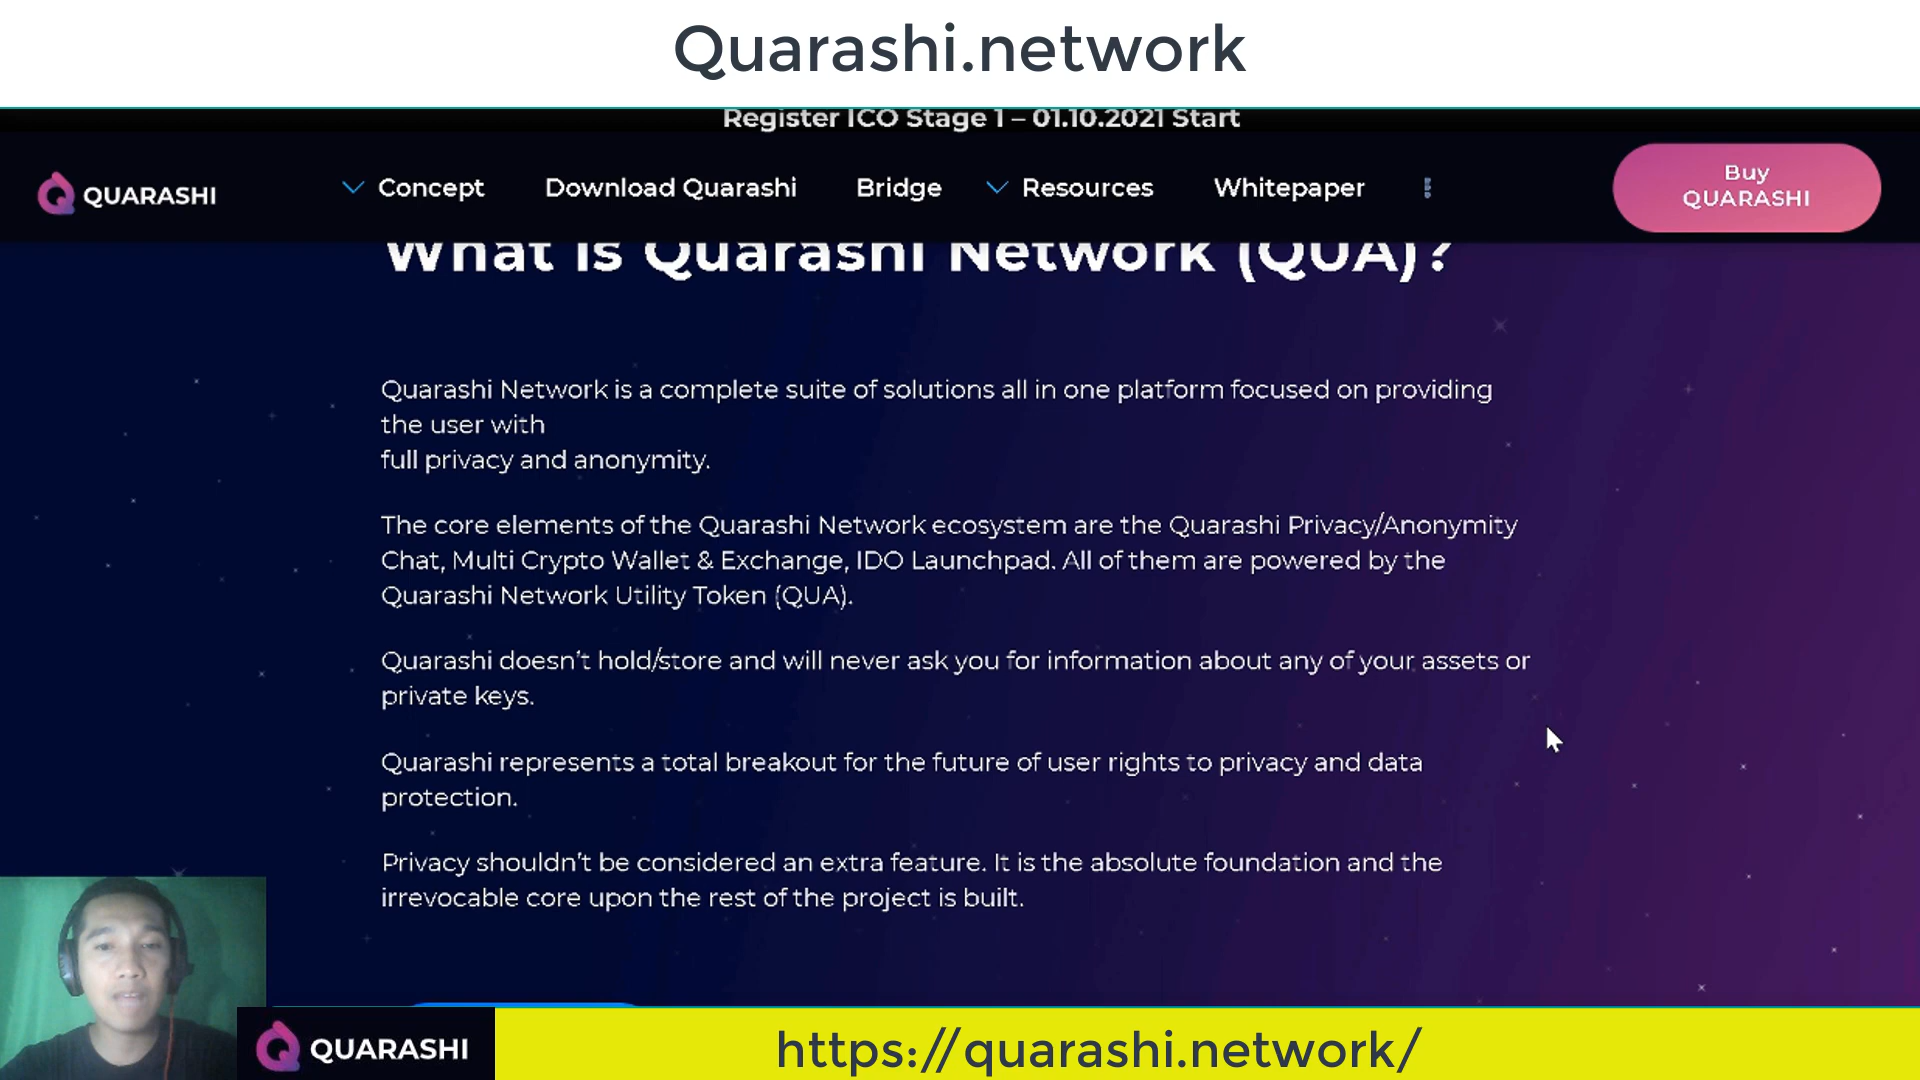 Quarashi.network
Register ICO Stage 1 – 01.10.2021 Start
QUARASHI
Concept
Download Quarashi
Bridge
Resources
Whitepaper
Buy
QUARASHI
What is Quarashi Network (QUA)?
Quarashi Network is a complete suite of solutions all in one platform focused on providing
the user with
full privacy and anonymity.
The core elements of the Quarashi Network ecosystem are the Quarashi Privacy/Anonymity
Chat, Multi Crypto Wallet & Exchange, IDO Launchpad. All of them are powered by the
Quarashi Network Utility Token (QUA).
Quarashi doesn't hold/store and will never ask you for information about any of your assets or
private keys.
Quarashi represents a total breakout for the future of user rights to privacy and data
protection.
Privacy shouldn't be considered an extra feature. It is the absolute foundation and the
irrevocable core upon the rest of the project is built.
QUARASHI
https://quarashi.network/